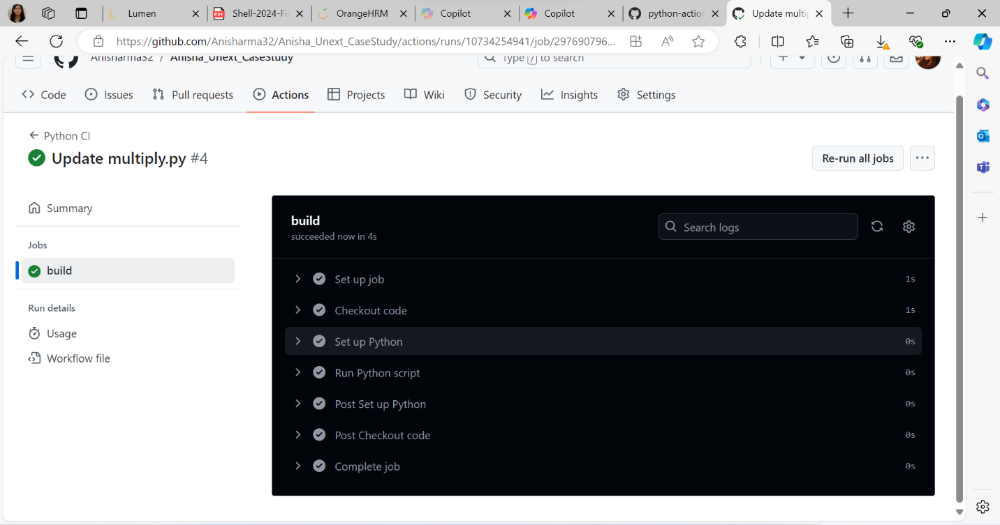 Lumen
Shell-2024-Fi
OrangeHRM
Copilot
Copilot
python-action
Update multip
https://github.com/Anisharma32/Anisha_Unext_CaseStudy/actions/runs/10734254941/job/297690796...
Anisharma32 / Anisha_Unext_CaseStudy
Type / to search
Code
Issues
Pull requests
Actions
Projects
Wiki
Security
Insights
Settings
Python CI
Update multiply.py #4
Re-run all jobs
Summary
Jobs
build
Run details
Usage
Workflow file
build
succeeded now in 4s
Search logs
Set up job 1s
Checkout code 1s
Set up Python 0s
Run Python script 0s
Post Set up Python 0s
Post Checkout code 0s
Complete job 0s